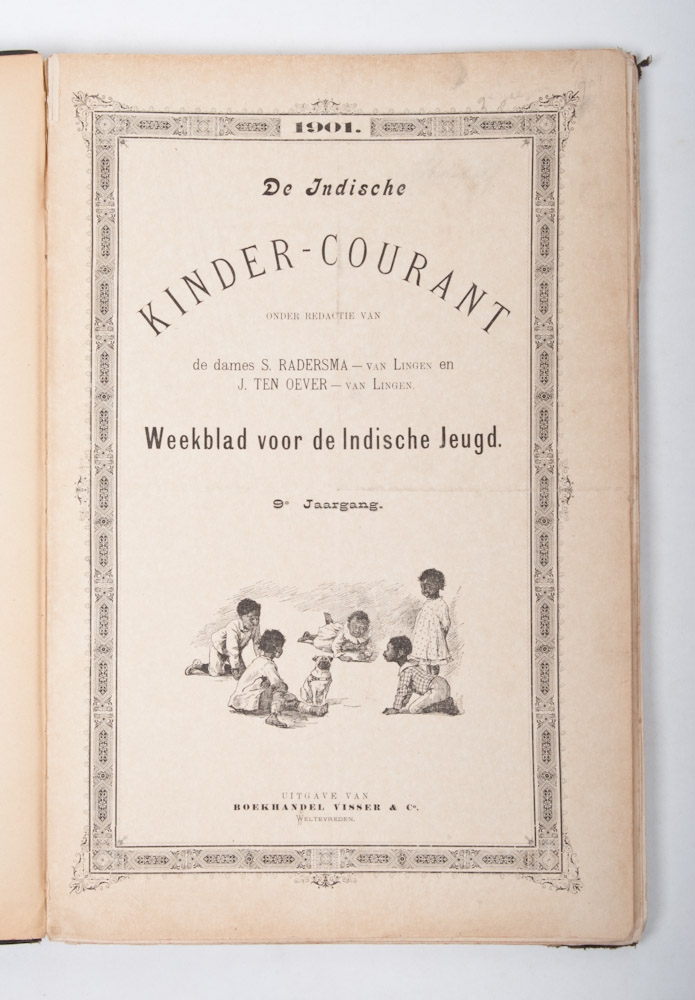 1901.
De Indische
KINDER-COURANT
ONDER REDACTIE VAN
de dames S. RADERSMA — VAN LINGEN en
J. TEN OEVER — VAN LINGEN.
Weekblad voor de Indische Jeugd.
9e Jaargang.
UITGAVE VAN
BOEKHANDEL VISSER & Co.
WELTEVREDEN.